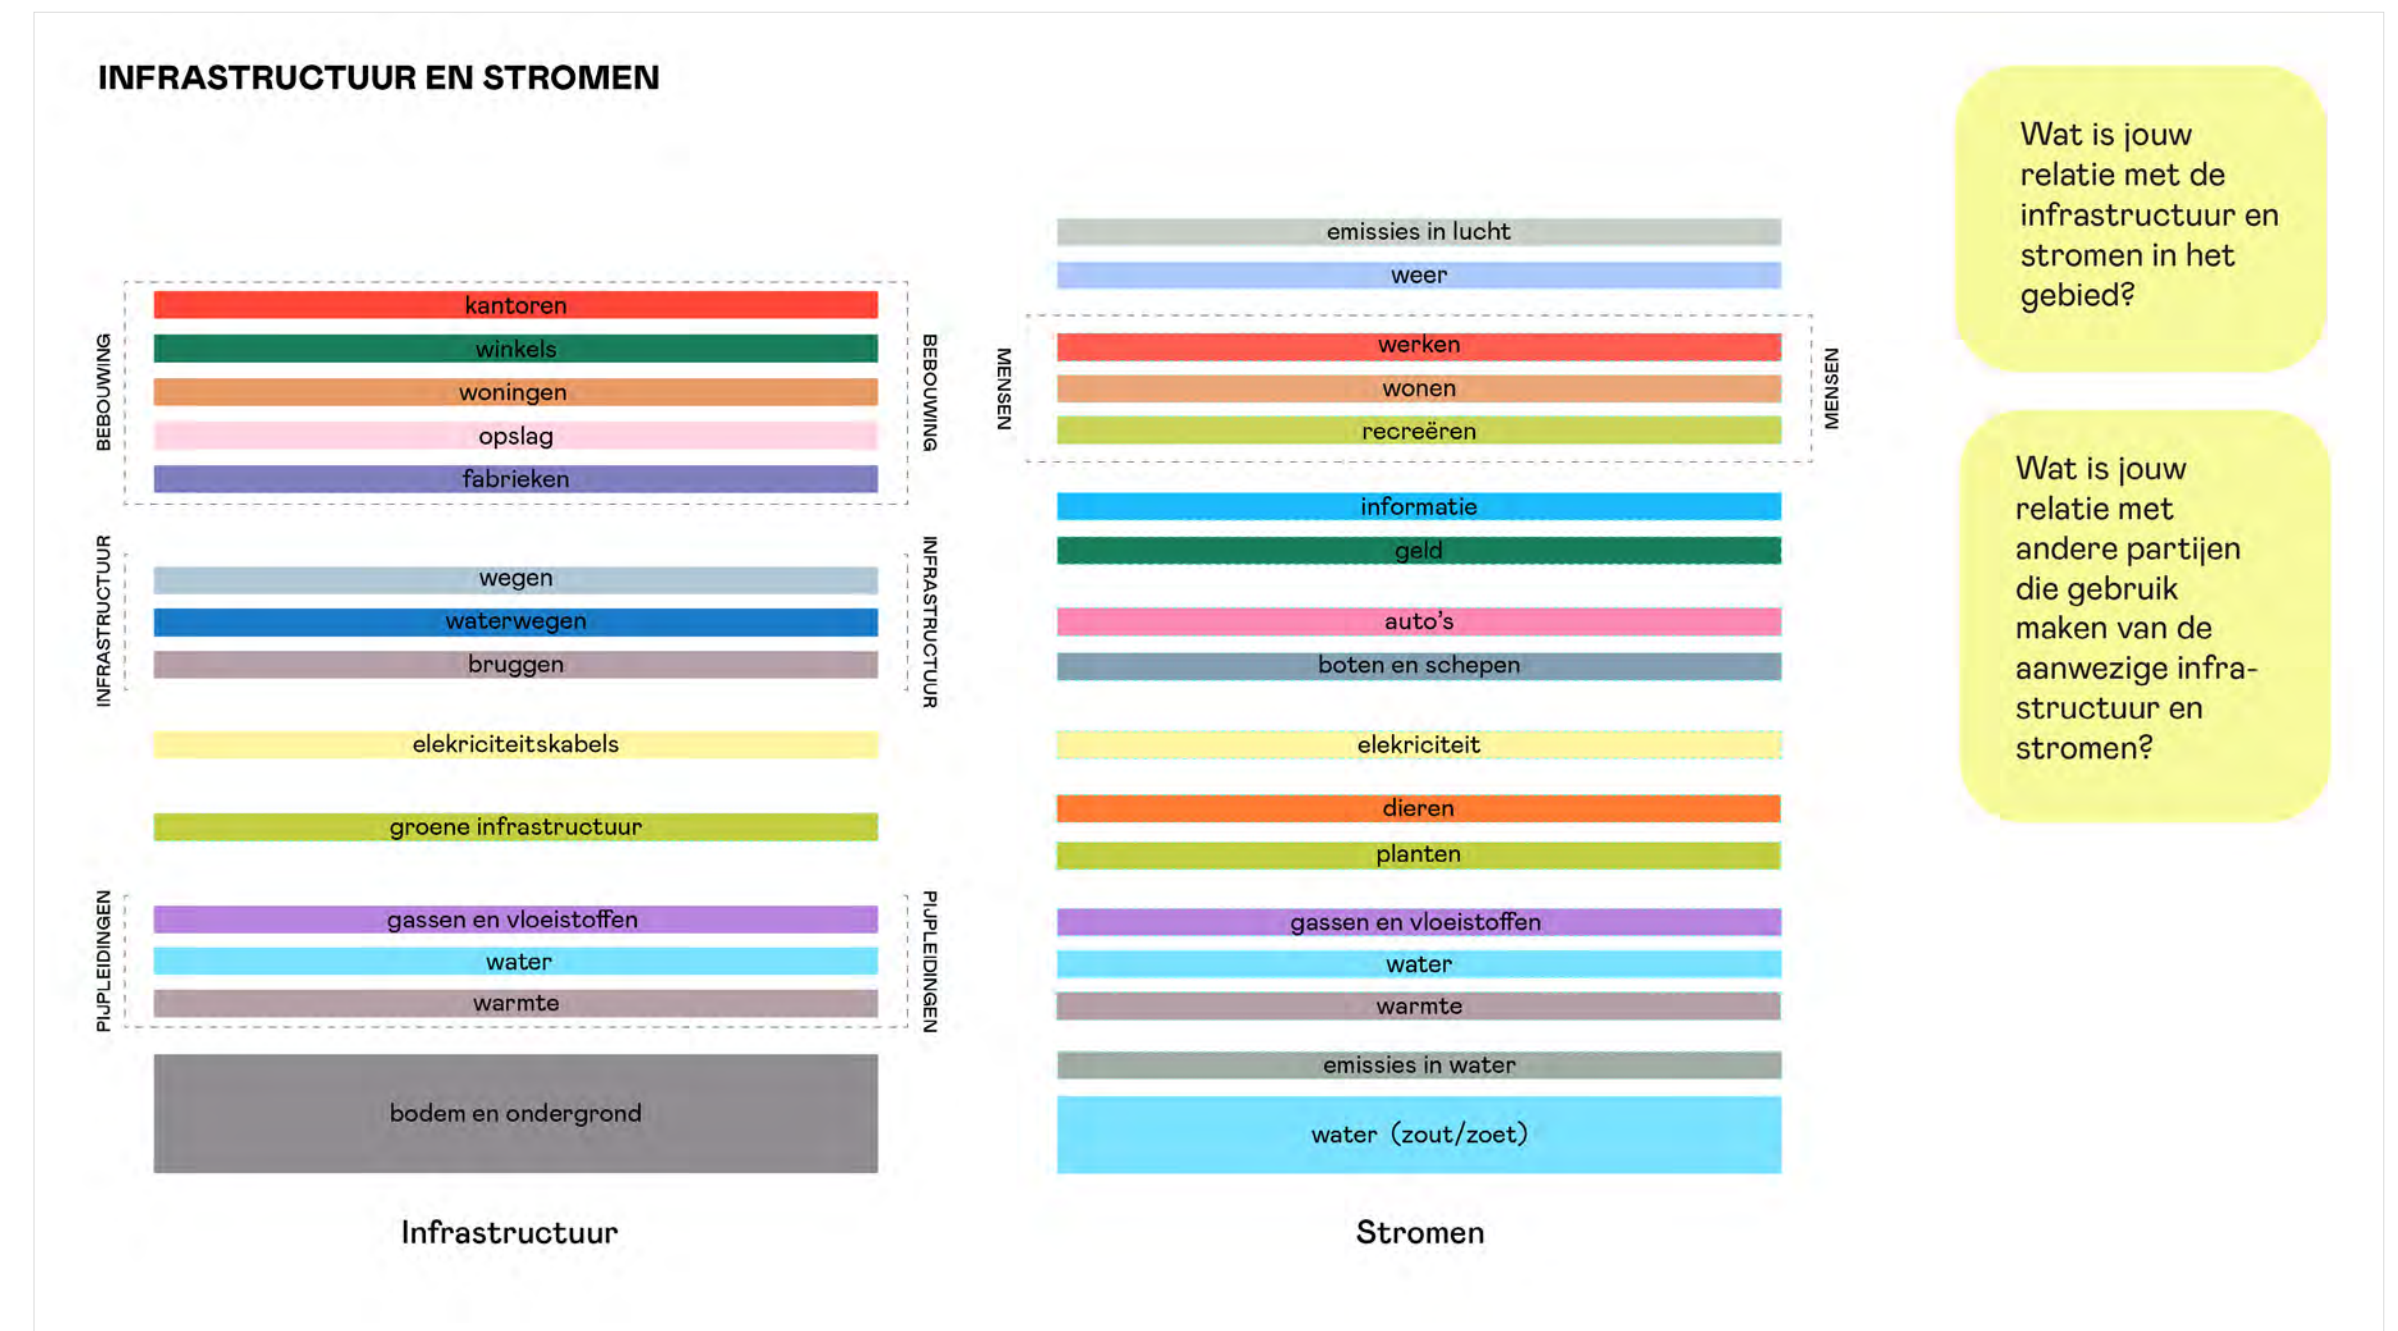 INFRASTRUCTUUR EN STROMEN
BEBOUWING
kantoren
winkels
woningen
opslag
fabrieken
BEBOUWING
INFRASTRUCTUUR
wegen
waterwegen
bruggen
INFRASTRUCTUUR
elekriciteitskabels
groene infrastructuur
PIJPLEIDINGEN
gassen en vloeistoffen
water
warmte
PIJPLEIDINGEN
bodem en ondergrond
Infrastructuur
emissies in lucht
weer
MENSEN
werken
wonen
recreëren
MENSEN
informatie
geld
auto's
boten en schepen
elekriciteit
dieren
planten
gassen en vloeistoffen
water
warmte
emissies in water
water (zout/zoet)
Stromen
Wat is jouw
relatie met de
infrastructuur en
stromen in het
gebied?
Wat is jouw
relatie met
andere partijen
die gebruik
maken van de
aanwezige infra-
structuur en
stromen?